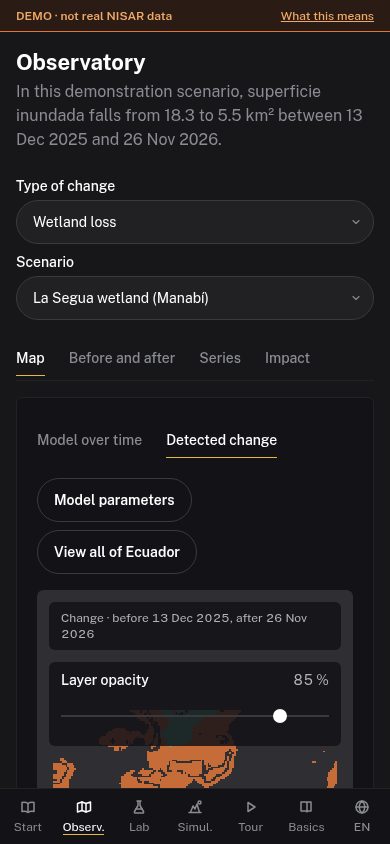 DEMO · not real NISAR data
What this means
Observatory
In this demonstration scenario, superficie
inundada falls from 18.3 to 5.5 km² between 13
Dec 2025 and 26 Nov 2026.
Type of change
Wetland loss
Scenario
La Segua wetland (Manabí)
Map
Before and after
Series
Impact
Model over time
Detected change
Model parameters
View all of Ecuador
Change · before 13 Dec 2025, after 26 Nov
2026
Layer opacity
85 %
Start
Observ.
Lab
Simul.
Tour
Basics
EN